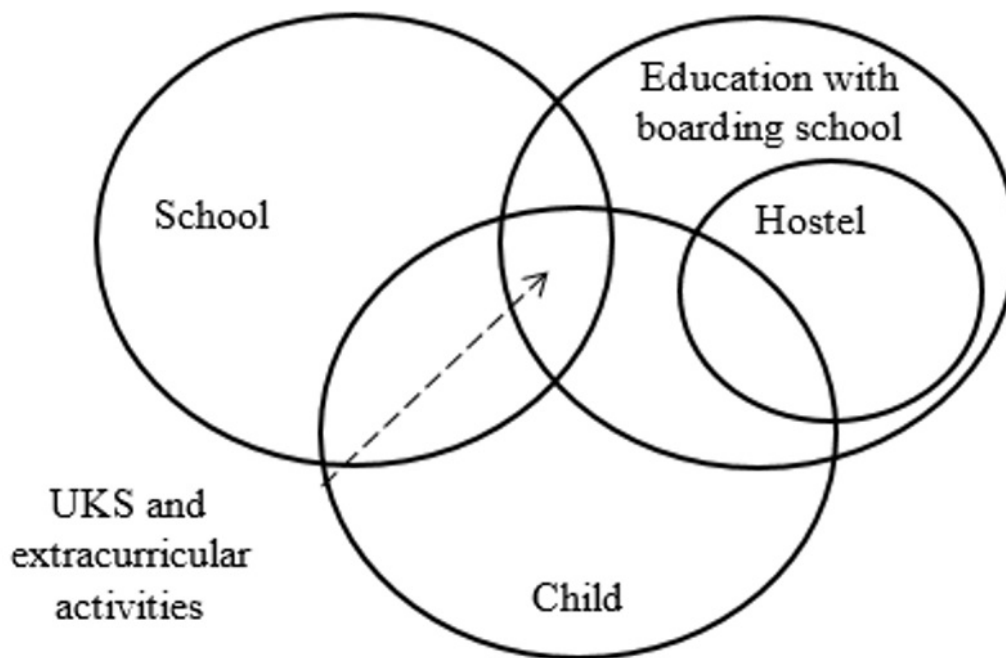 Education with
boarding school
School
Hostel
UKS and
extracurricular
activities
Child